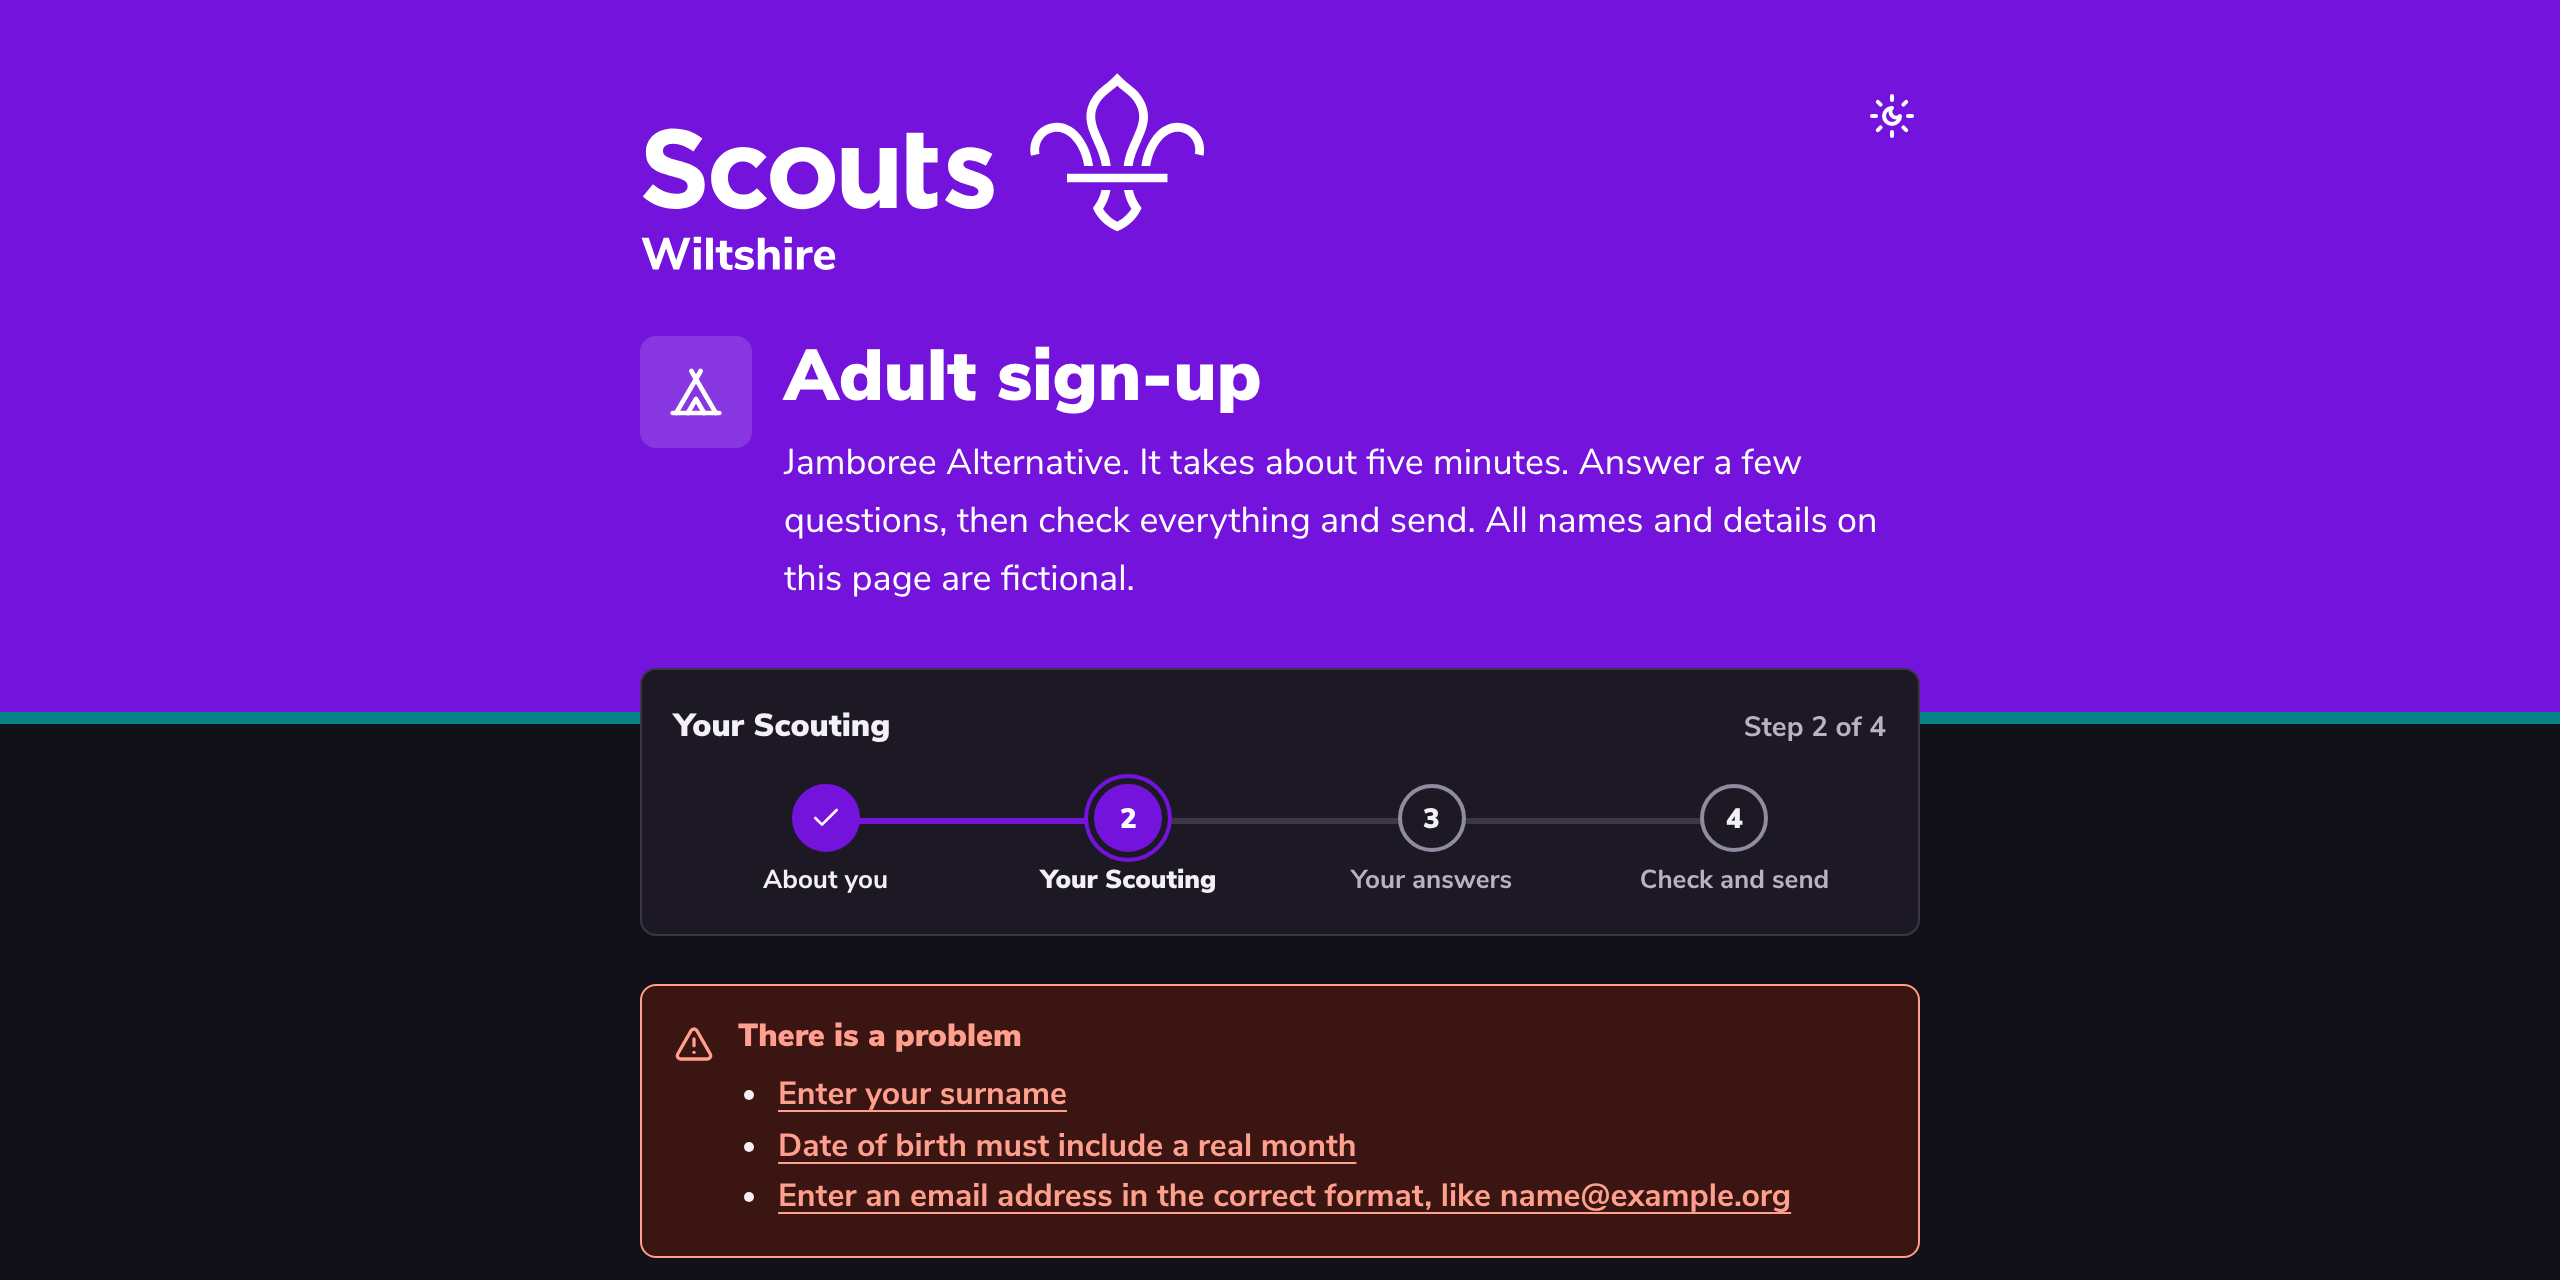 Scouts
Wiltshire
Adult sign-up
Jamboree Alternative. It takes about five minutes. Answer a few
questions, then check everything and send. All names and details on
this page are fictional.
Your Scouting
Step 2 of 4
2
3
4
About you
Your Scouting
Your answers
Check and send
There is a problem
Enter your surname
Date of birth must include a real month
Enter an email address in the correct format, like name@example.org